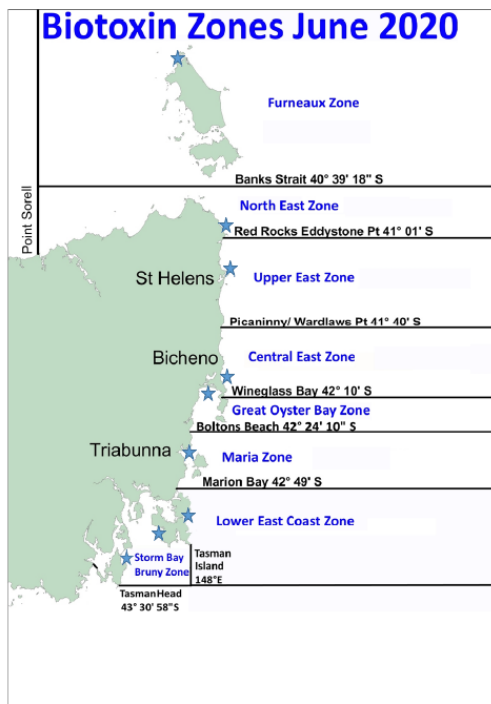 Biotoxin Zones June 2020
Furneaux Zone
Banks Strait 40° 39' 18" S
Point Sorell
North East Zone
Red Rocks Eddystone Pt 41° 01' S
St Helens
Upper East Zone
Picaninny/ Wardlaws Pt 41° 40' S
Bicheno
Central East Zone
Wineglass Bay 42° 10' S
Great Oyster Bay Zone
Boltons Beach 42° 24' 10" S
Triabunna
Maria Zone
Marion Bay 42° 49' S
Lower East Coast Zone
Storm Bay
Bruny Zone
Tasman
Island
148°E
Tasman Head
43° 30' 58"S